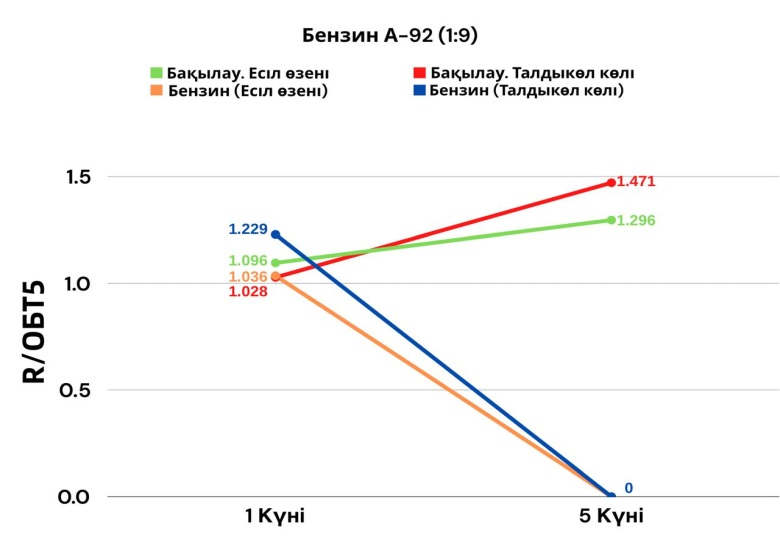 Бензин А-92 (1:9)
Бақылау. Есіл өзені
Бақылау. Талдыкөл көлі
Бензин (Есіл өзені)
Бензин (Талдыкөл көлі)
R/ОБТ5
1.5
1.0
0.5
0.0
1.229
1.096
1.036
1.028
1.471
1.296
0
1 Күні
5 Күні